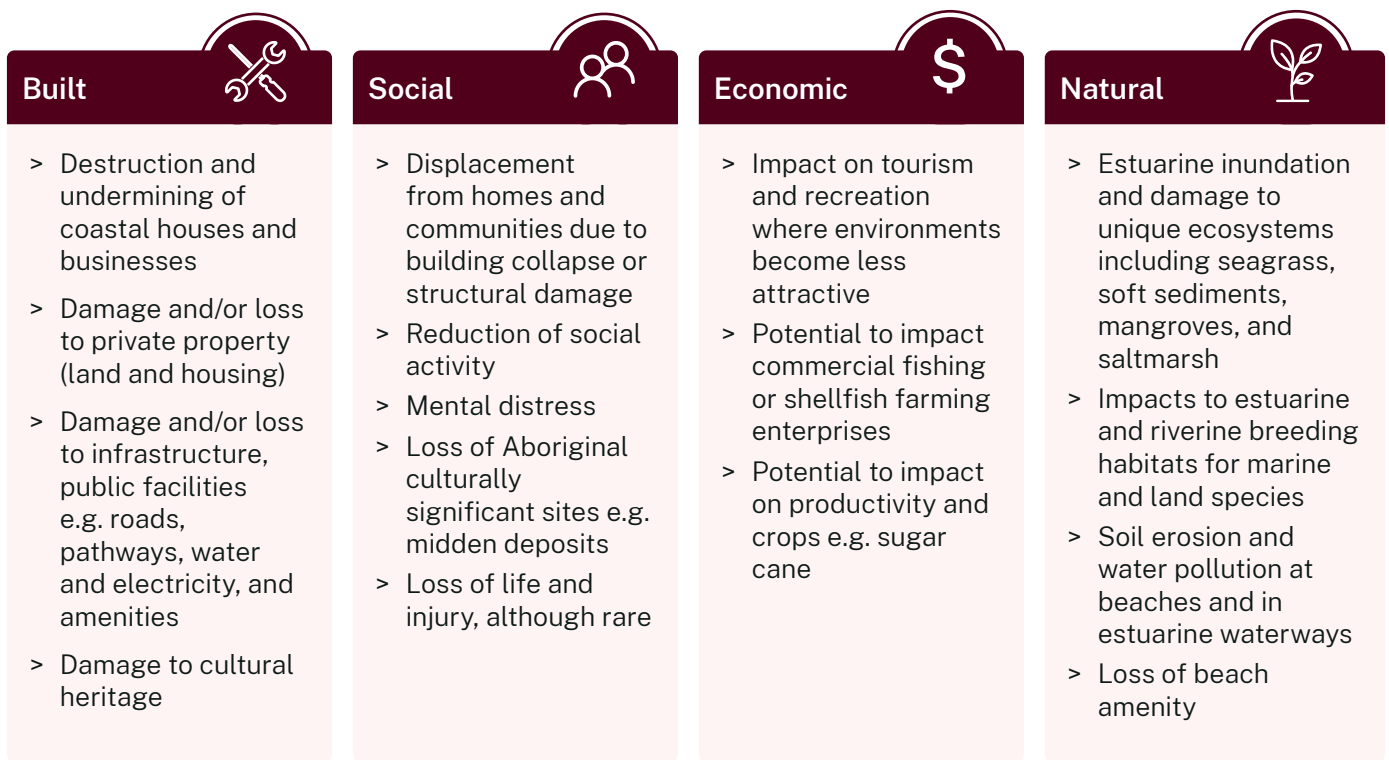 Built
> Destruction and
undermining of
coastal houses and
businesses
> Damage and/or loss
to private property
(land and housing)
> Damage and/or loss
to infrastructure,
public facilities
e.g. roads,
pathways, water
and electricity, and
amenities
> Damage to cultural
heritage
Social
> Displacement
from homes and
communities due to
building collapse or
structural damage
> Reduction of social
activity
> Mental distress
> Loss of Aboriginal
culturally
significant sites e.g.
midden deposits
> Loss of life and
injury, although rare
Economic
$
> Impact on tourism
and recreation
where environments
become less
attractive
> Potential to impact
commercial fishing
or shellfish farming
enterprises
> Potential to impact
on productivity and
crops e.g. sugar
cane
Natural
> Estuarine inundation
and damage to
unique ecosystems
including seagrass,
soft sediments,
mangroves, and
saltmarsh
> Impacts to estuarine
and riverine breeding
habitats for marine
and land species
> Soil erosion and
water pollution at
beaches and in
estuarine waterways
> Loss of beach
amenity